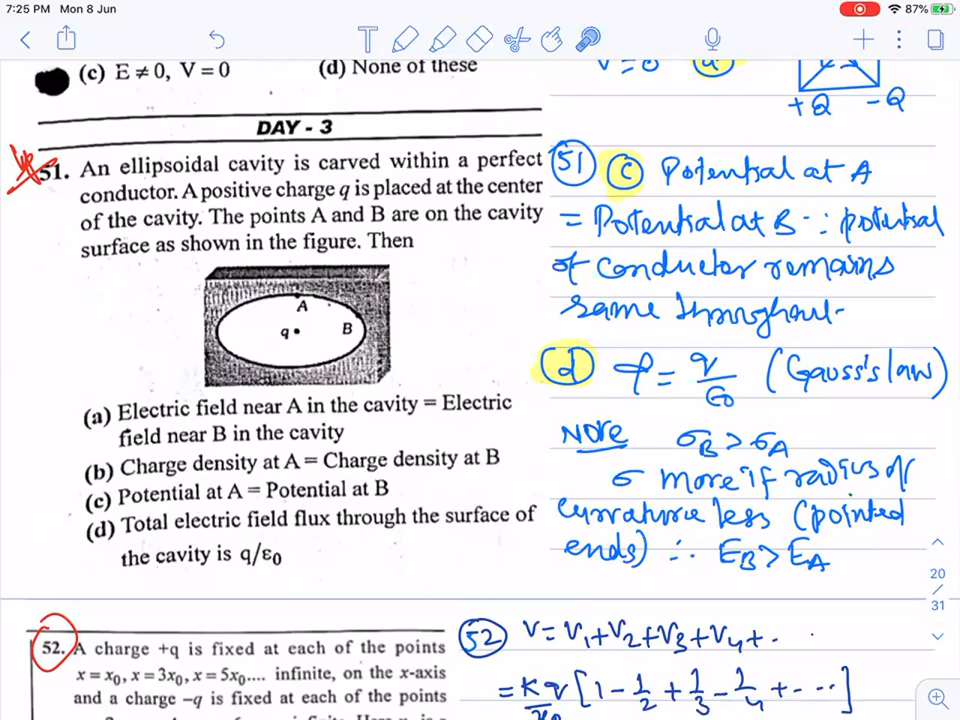 7:25 PM Mon 8 Jun
87%
(c) E ≠ 0, V = 0
(d) None of these
V = 0 (d)
+Q -Q
DAY - 3
51. An ellipsoidal cavity is carved within a perfect
conductor. A positive charge q is placed at the center
of the cavity. The points A and B are on the cavity
surface as shown in the figure. Then
A
q
B
(a) Electric field near A in the cavity = Electric
field near B in the cavity
(b) Charge density at A = Charge density at B
(c) Potential at A = Potential at B
(d) Total electric field flux through the surface of
the cavity is q/ε0
51 (c) Potential at A
= Potential at B ∵ potential
of conductor remains
same throughout.
(d) φ = q/ε0 (Gauss's law)
NOTE σB > σA
σ more if radius of
curvature less (pointed
ends) ∴ EB > EA
20
/
31
52. A charge +q is fixed at each of the points
x = x0, x = 3x0, x = 5x0.... infinite, on the x-axis
and a charge –q is fixed at each of the points
52 V = V1 + V2 + V3 + V4 + ..
= Kq/x0 [1 - 1/2 + 1/3 - 1/4 + ....]